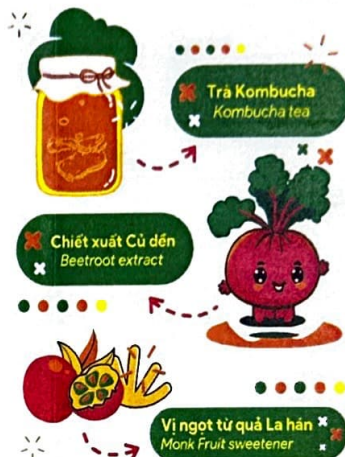 Trà Kombucha
Kombucha tea
Chiết xuất Củ dền
Beetroot extract
Vị ngọt từ quả La hán
Monk Fruit sweetener